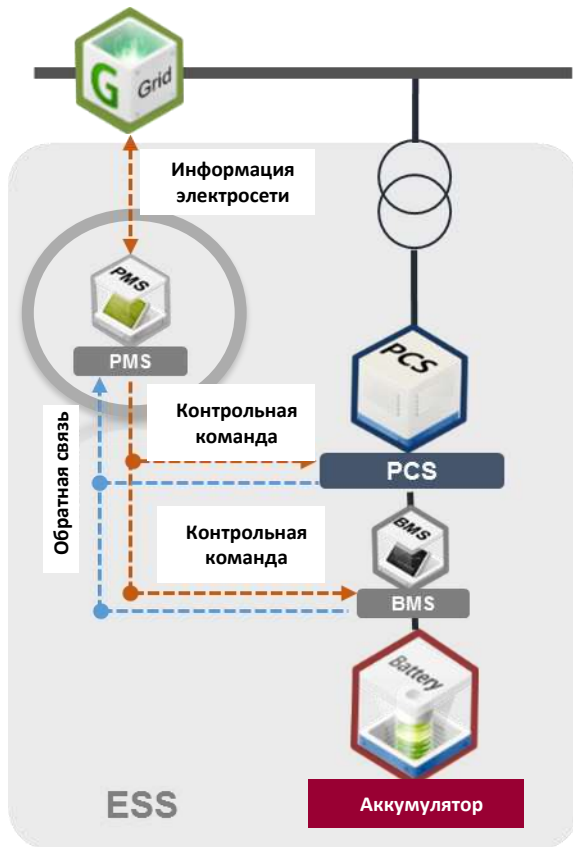 G Grid
Информация
электросети
PMS
PMS
PCS
Контрольная
команда
PCS
Обратная связь
BMS
Контрольная
команда
BMS
Battery
ESS
Аккумулятор